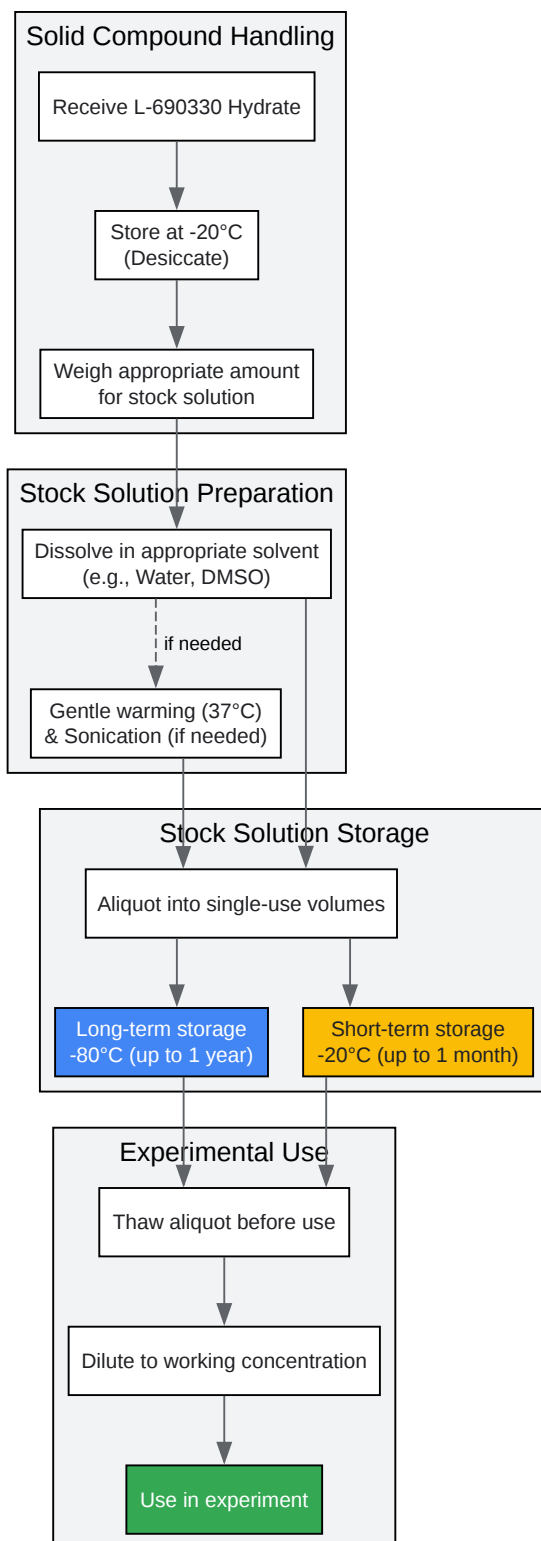 Solid Compound Handling
Receive L-690330 Hydrate
Store at -20°C
(Desiccate)
Weigh appropriate amount
for stock solution
Stock Solution Preparation
Dissolve in appropriate solvent
(e.g., Water, DMSO)
if needed
Gentle warming (37°C)
& Sonication (if needed)
Stock Solution Storage
Aliquot into single-use volumes
Long-term storage
-80°C (up to 1 year)
Short-term storage
-20°C (up to 1 month)
Experimental Use
Thaw aliquot before use
Dilute to working concentration
Use in experiment